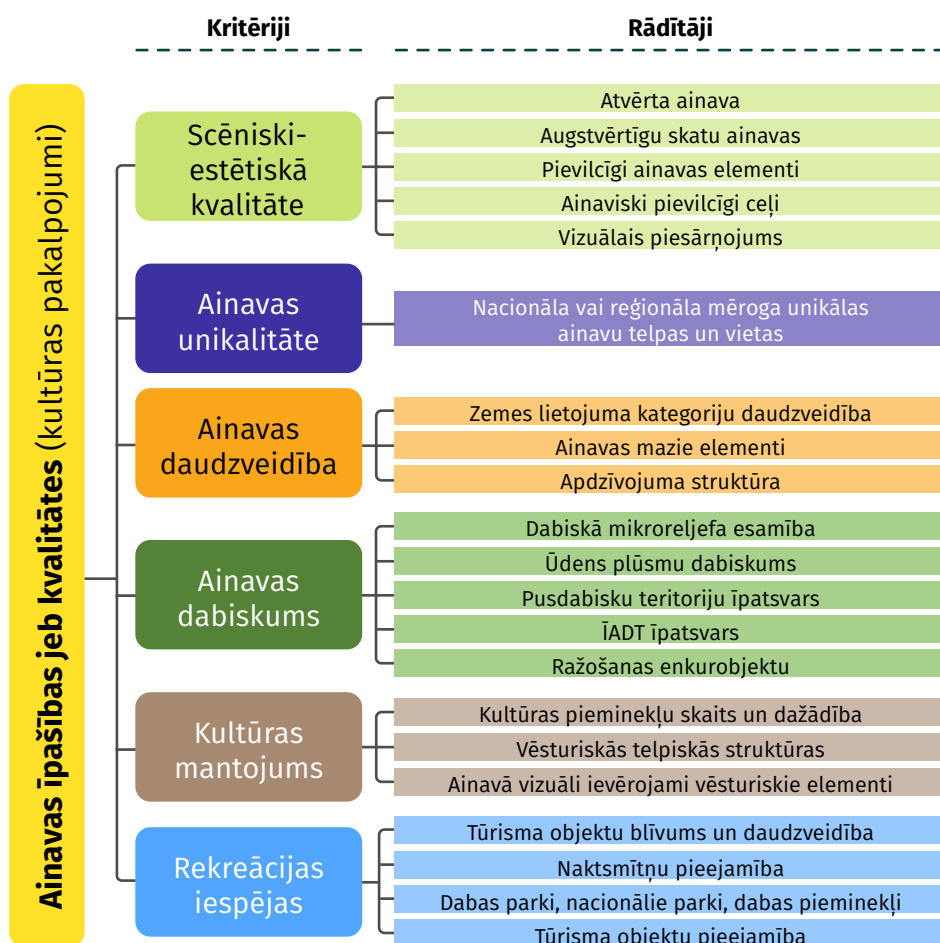 Kritēriji
Rādītāji
Ainavas īpašības jeb kvalitātes (kultūras pakalpojumi)
Scēniski-
estētiskā
kvalitāte
Atvērta ainava
Augstvērtīgu skatu ainavas
Pievilcīgi ainavas elementi
Ainaviski pievilcīgi ceļi
Vizuālais piesārņojums
Ainavas
unikalitāte
Nacionāla vai reģionāla mēroga unikālas
ainavu telpas un vietas
Ainavas
daudzveidība
Zemes lietojuma kategoriju daudzveidība
Ainavas mazie elementi
Apdzīvojuma struktūra
Ainavas
dabiskums
Dabiskā mikroreljefa esamība
Ūdens plūsmu dabiskums
Pusdabisku teritoriju īpatsvars
ĪADT īpatsvars
Ražošanas enkurobjektu
Kultūras
mantojums
Kultūras pieminekļu skaits un dažādība
Vēsturiskās telpiskās struktūras
Ainavā vizuāli ievērojami vēsturiskie elementi
Rekreācijas
iespējas
Tūrisma objektu blīvums un daudzveidība
Naktsmītņu pieejamība
Dabas parki, nacionālie parki, dabas pieminekļi
Tūrisma objektu pieejamība